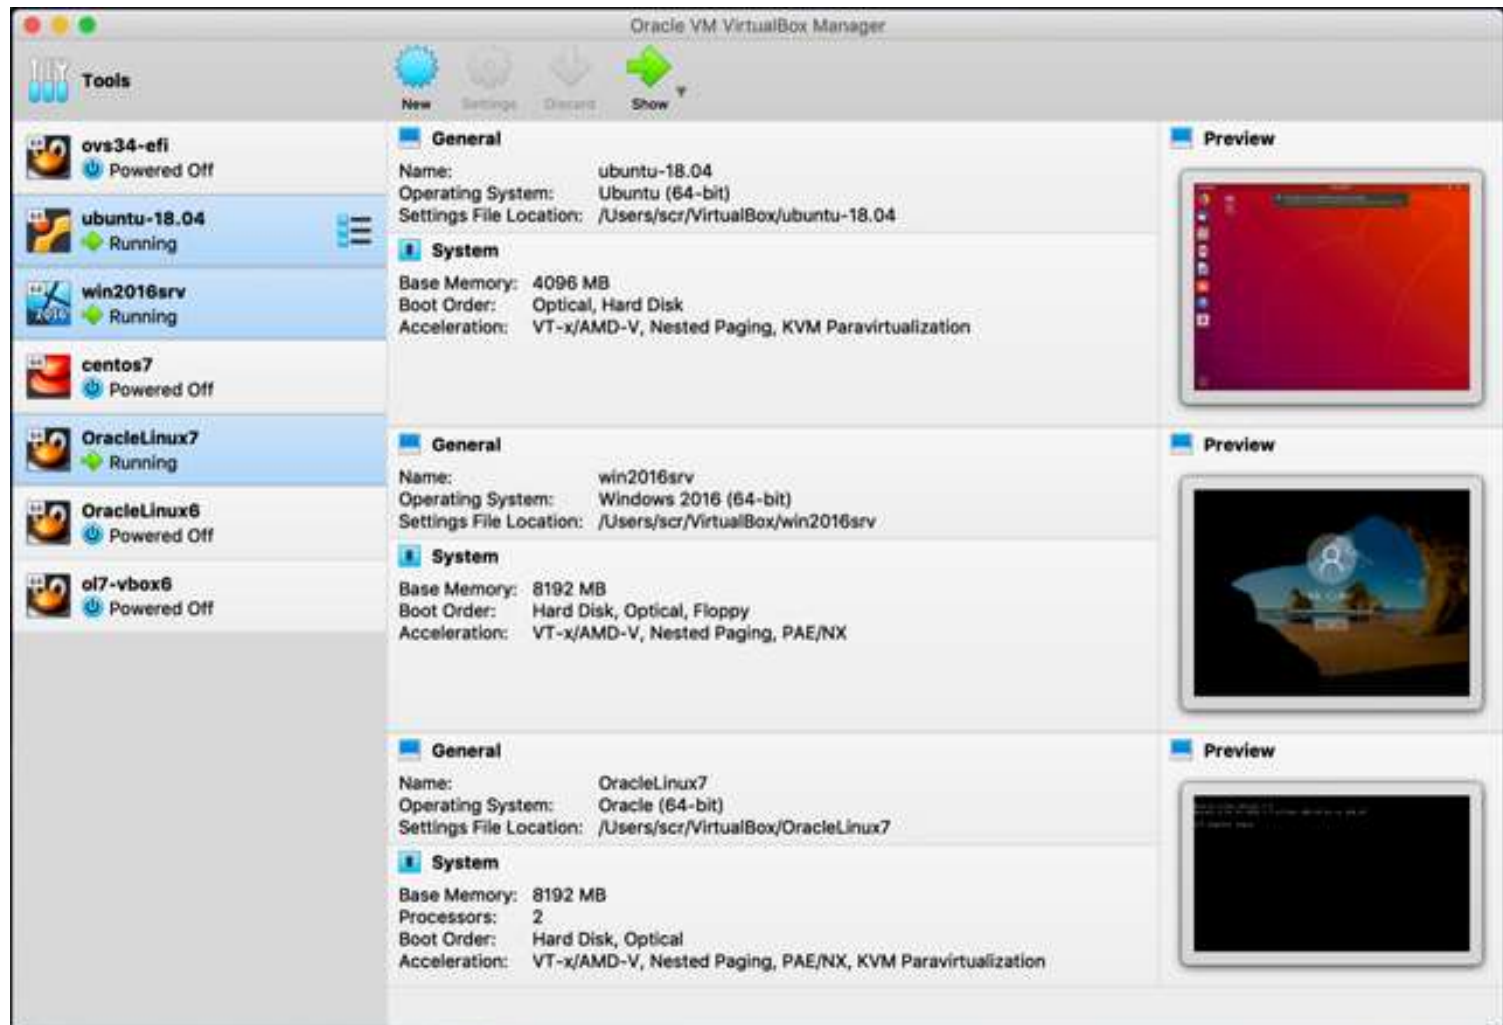 Oracle VM VirtualBox Manager
Tools
New
Settings
Discard
Show
ovs34-efi
Powered Off
ubuntu-18.04
Running
win2016srv
Running
centos7
Powered Off
OracleLinux7
Running
OracleLinux6
Powered Off
ol7-vbox6
Powered Off
General
Name: ubuntu-18.04
Operating System: Ubuntu (64-bit)
Settings File Location: /Users/scr/VirtualBox/ubuntu-18.04
System
Base Memory: 4096 MB
Boot Order: Optical, Hard Disk
Acceleration: VT-x/AMD-V, Nested Paging, KVM Paravirtualization
Preview
General
Name: win2016srv
Operating System: Windows 2016 (64-bit)
Settings File Location: /Users/scr/VirtualBox/win2016srv
System
Base Memory: 8192 MB
Boot Order: Hard Disk, Optical, Floppy
Acceleration: VT-x/AMD-V, Nested Paging, PAE/NX
Preview
General
Name: OracleLinux7
Operating System: Oracle (64-bit)
Settings File Location: /Users/scr/VirtualBox/OracleLinux7
System
Base Memory: 8192 MB
Processors: 2
Boot Order: Hard Disk, Optical
Acceleration: VT-x/AMD-V, Nested Paging, PAE/NX, KVM Paravirtualization
Preview